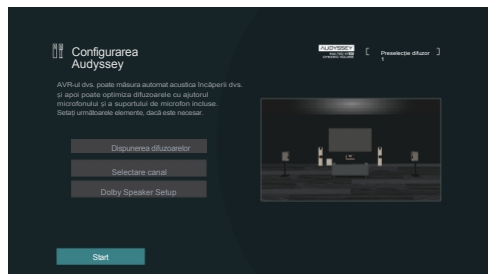 Configurarea
Audyssey
AUDYSSEY
Preselecție difuzor
1
AVR-ul dvs. poate măsura automat acustica încăperii dvs.
și apoi poate optimiza difuzoarele cu ajutorul
microfonului și a suportului de microfon incluse.
Setați următoarele elemente, dacă este necesar.
Dispunerea difuzoarelor
Selectare canal
Dolby Speaker Setup
Start